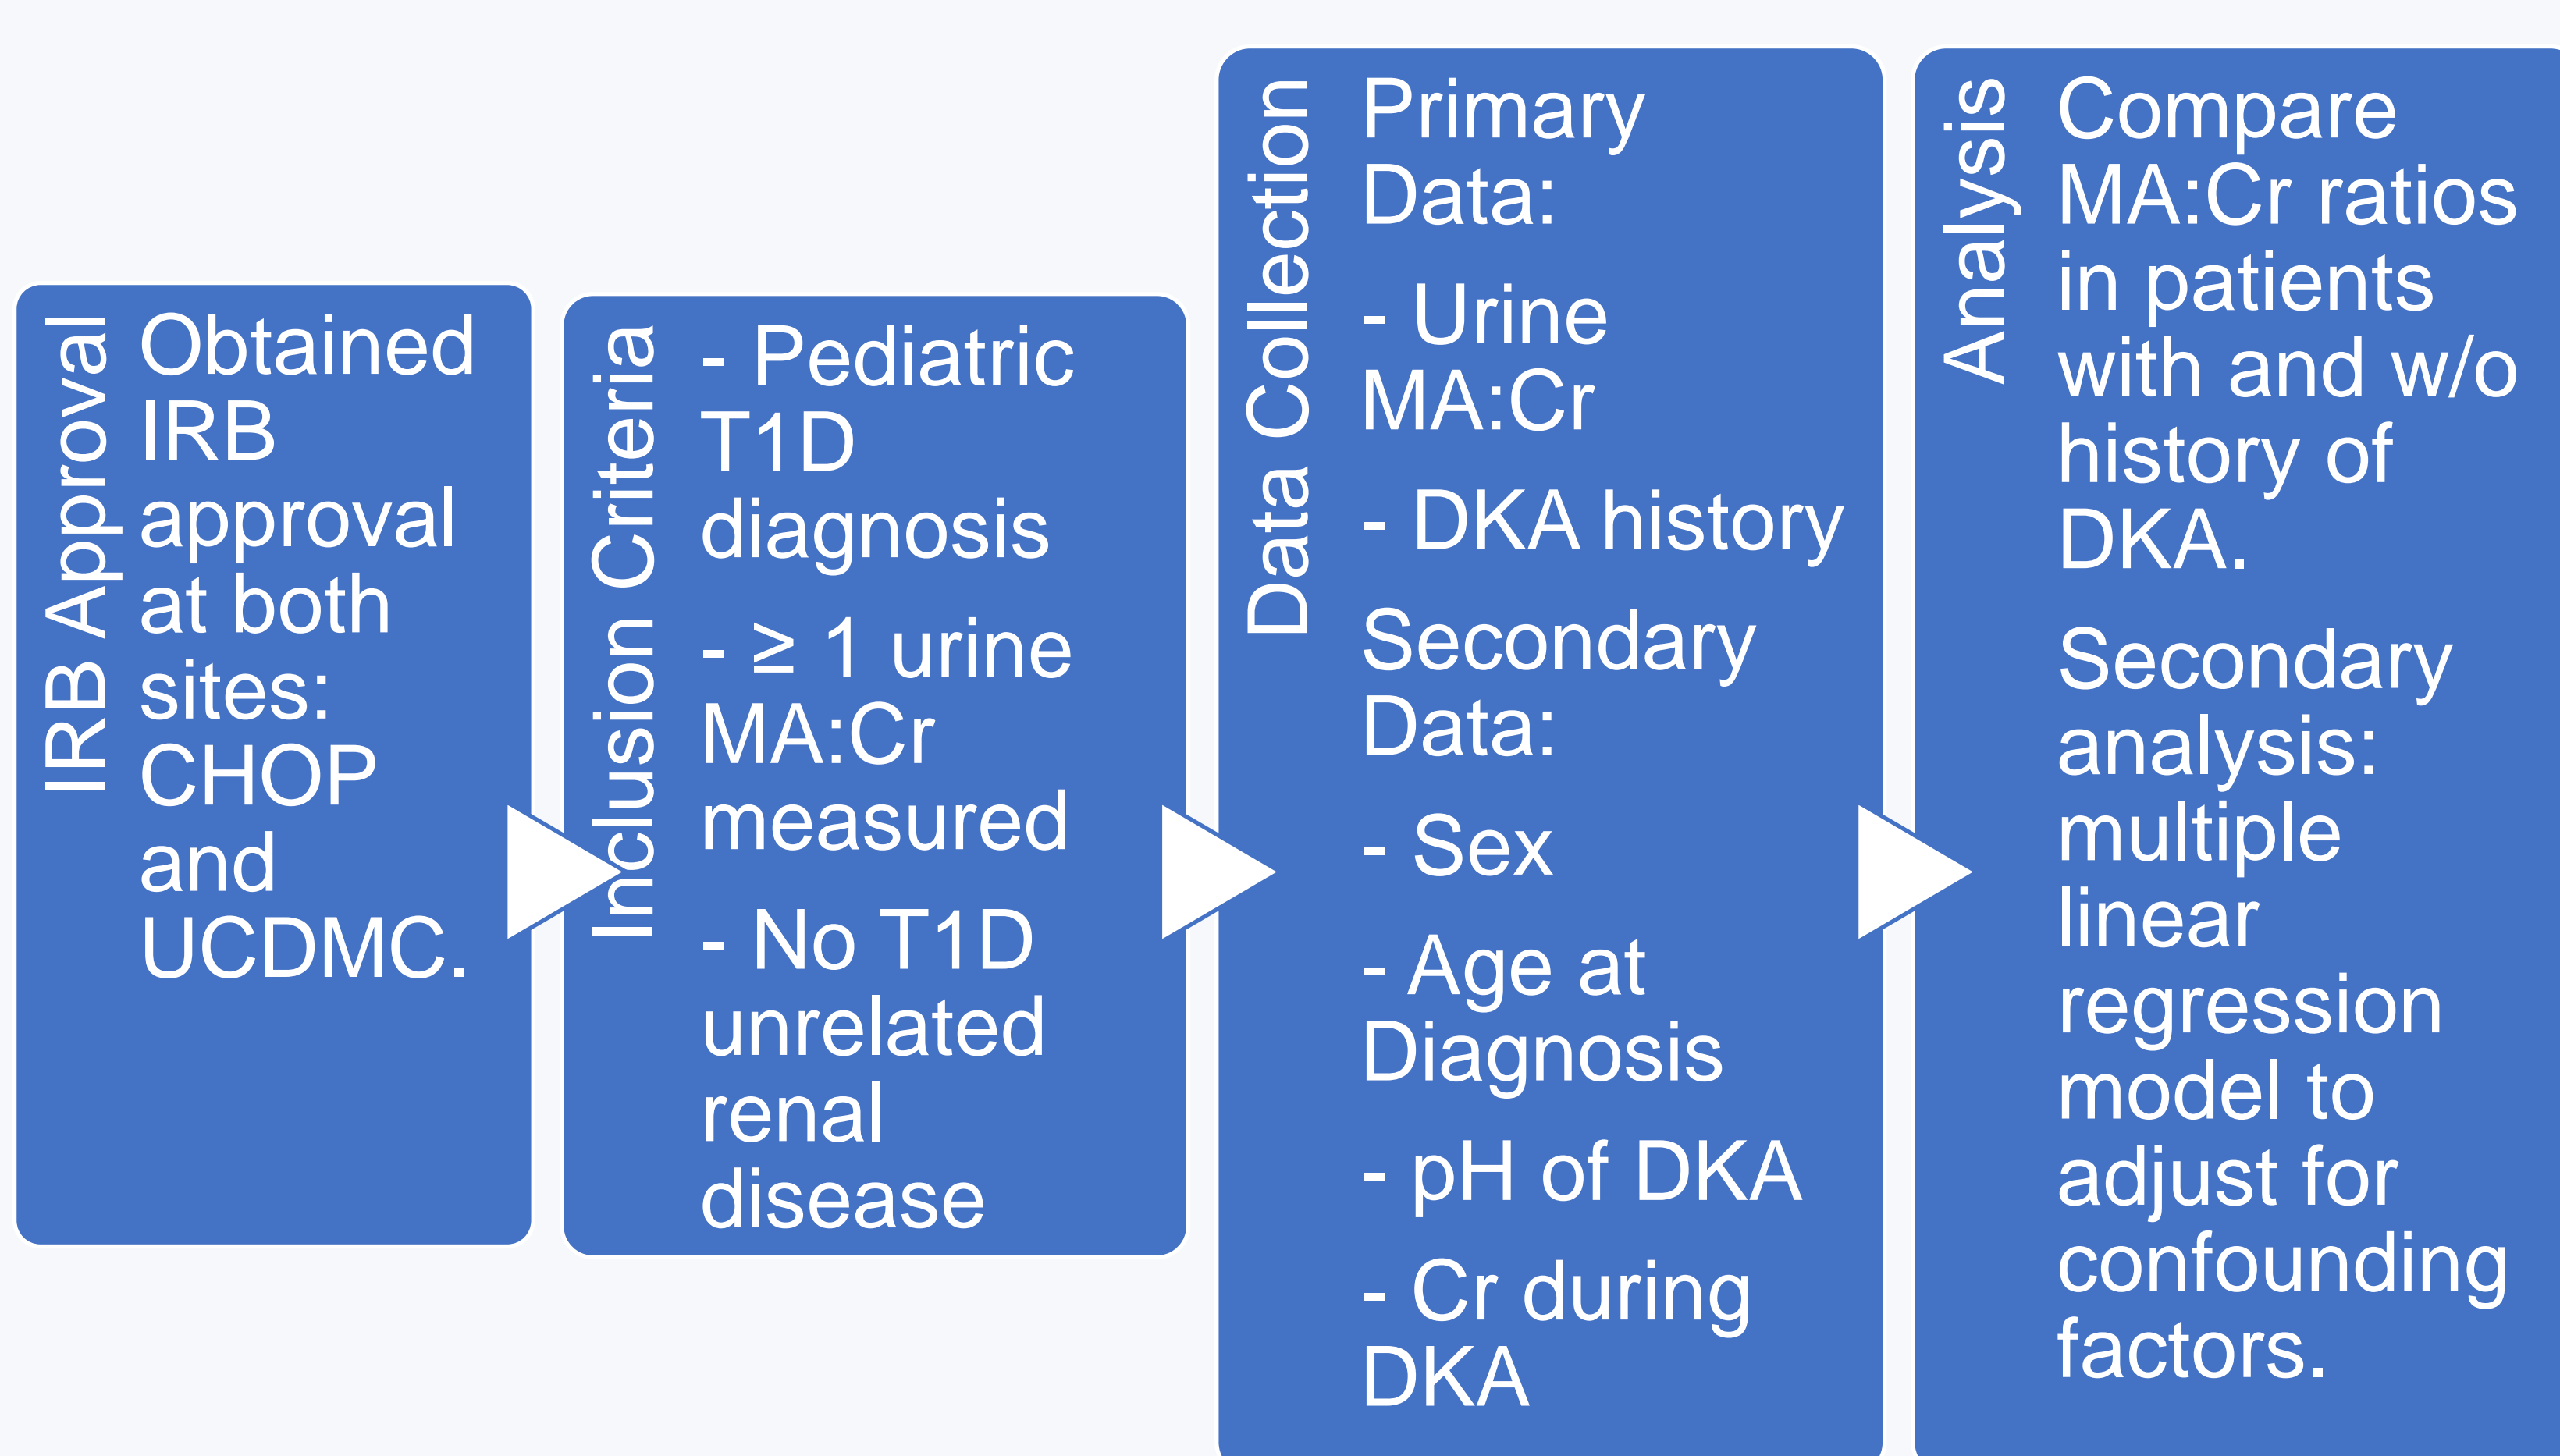 IRB Approval
Obtained
IRB
approval
at both
sites:
CHOP
and
UCDMC.
Inclusion Criteria
- Pediatric
T1D
diagnosis
- ≥ 1 urine
MA:Cr
measured
- No T1D
unrelated
renal
disease
Data Collection
Primary
Data:
- Urine
MA:Cr
- DKA history
Secondary
Data:
- Sex
- Age at
Diagnosis
- pH of DKA
- Cr during
DKA
Analysis
Compare
MA:Cr ratios
in patients
with and w/o
history of
DKA.
Secondary
analysis:
multiple
linear
regression
model to
adjust for
confounding
factors.